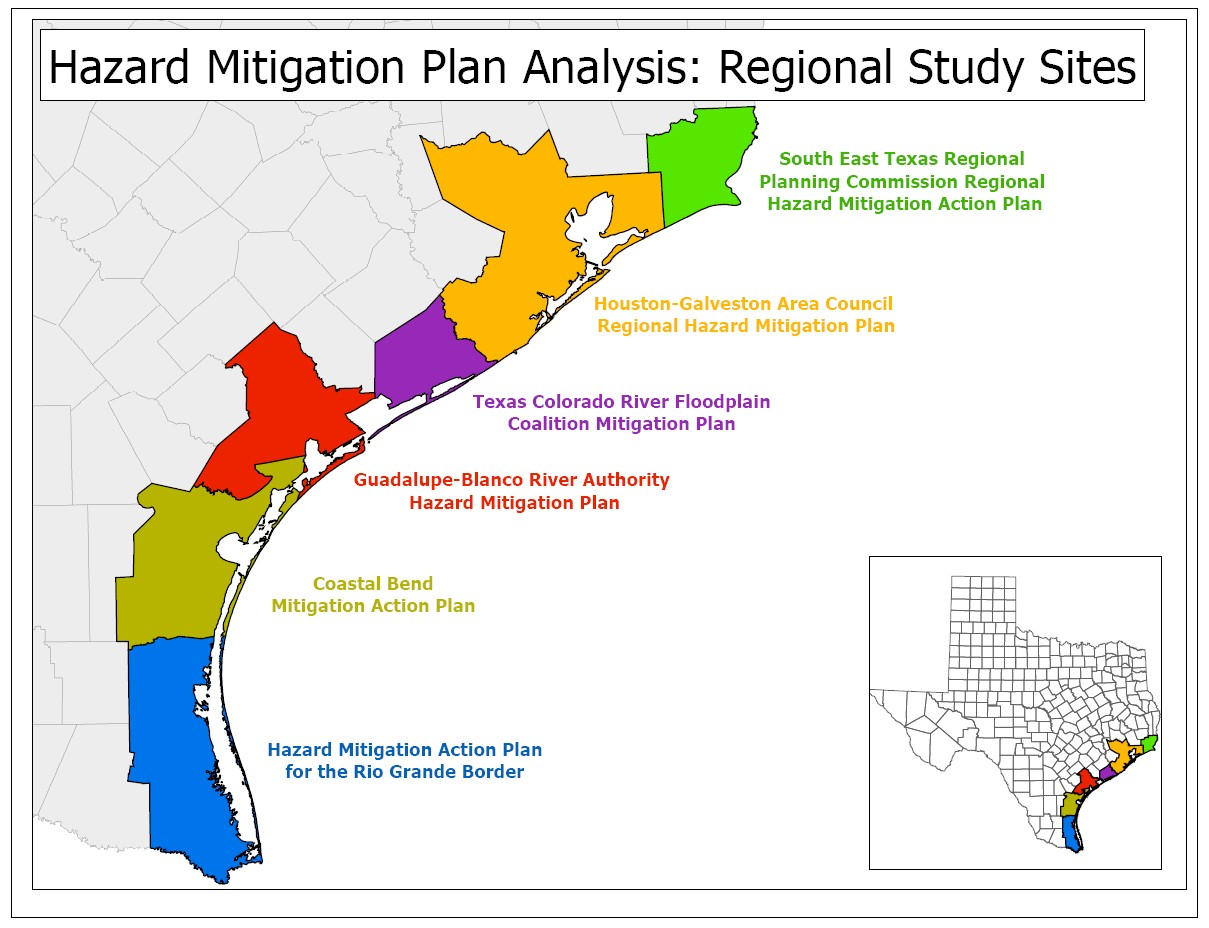 Hazard Mitigation Plan Analysis: Regional Study Sites
South East Texas Regional
Planning Commission Regional
Hazard Mitigation Action Plan
Houston-Galveston Area Council
Regional Hazard Mitigation Plan
Texas Colorado River Floodplain
Coalition Mitigation Plan
Guadalupe-Blanco River Authority
Hazard Mitigation Plan
Coastal Bend
Mitigation Action Plan
Hazard Mitigation Action Plan
for the Rio Grande Border